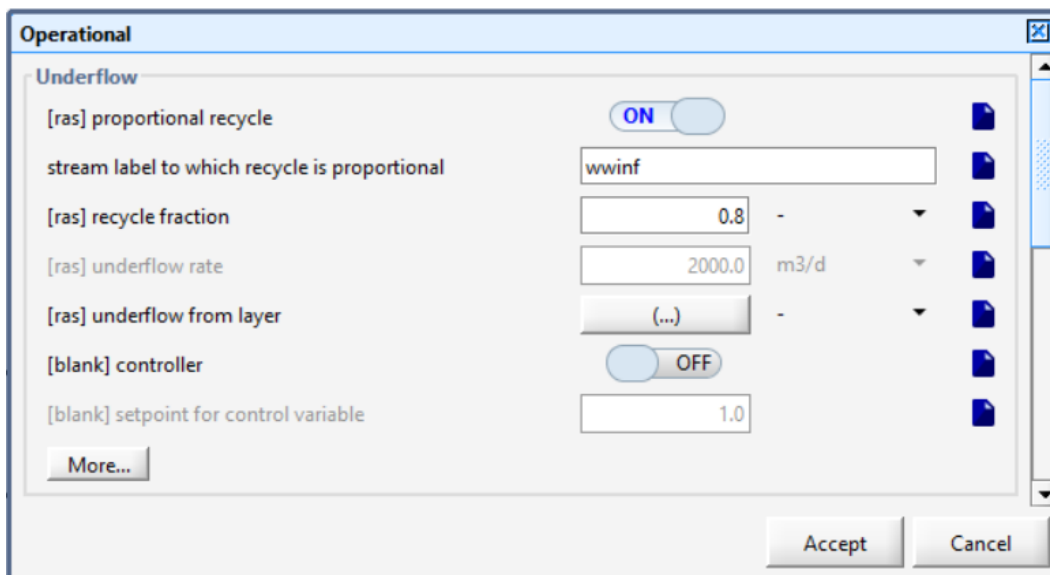 Operational
Underflow
[ras] proportional recycle ON
stream label to which recycle is proportional wwinf
[ras] recycle fraction 0.8 -
[ras] underflow rate 2000.0 m3/d
[ras] underflow from layer (...) -
[blank] controller OFF
[blank] setpoint for control variable 1.0
More...
Accept Cancel